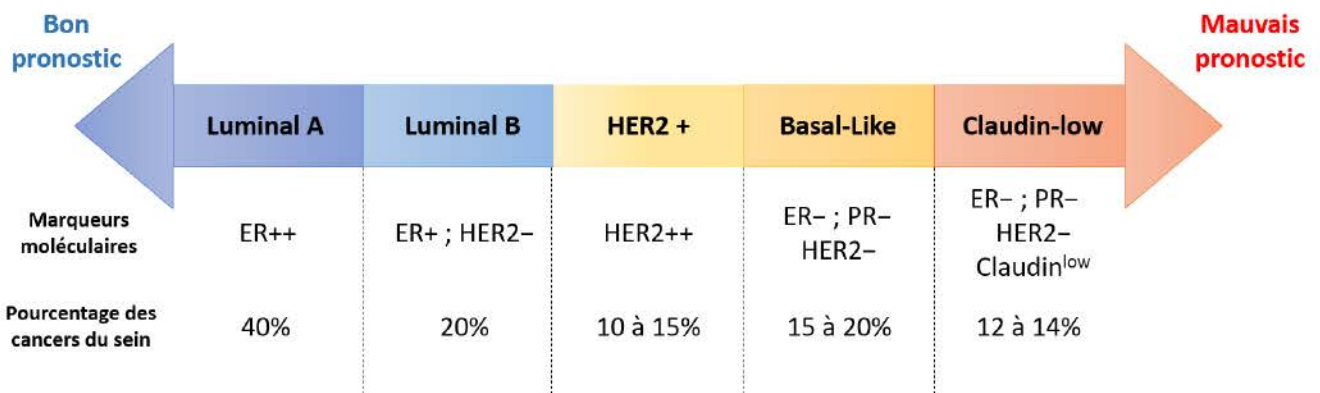 Bon
pronostic
Mauvais
pronostic
Luminal A
Luminal B
HER2 +
Basal-Like
Claudin-low
Marqueurs
moléculaires
ER++
ER+ ; HER2−
HER2++
ER− ; PR−
HER2−
ER− ; PR−
HER2−
Claudinˡᵒʷ
Pourcentage des
cancers du sein
40%
20%
10 à 15%
15 à 20%
12 à 14%